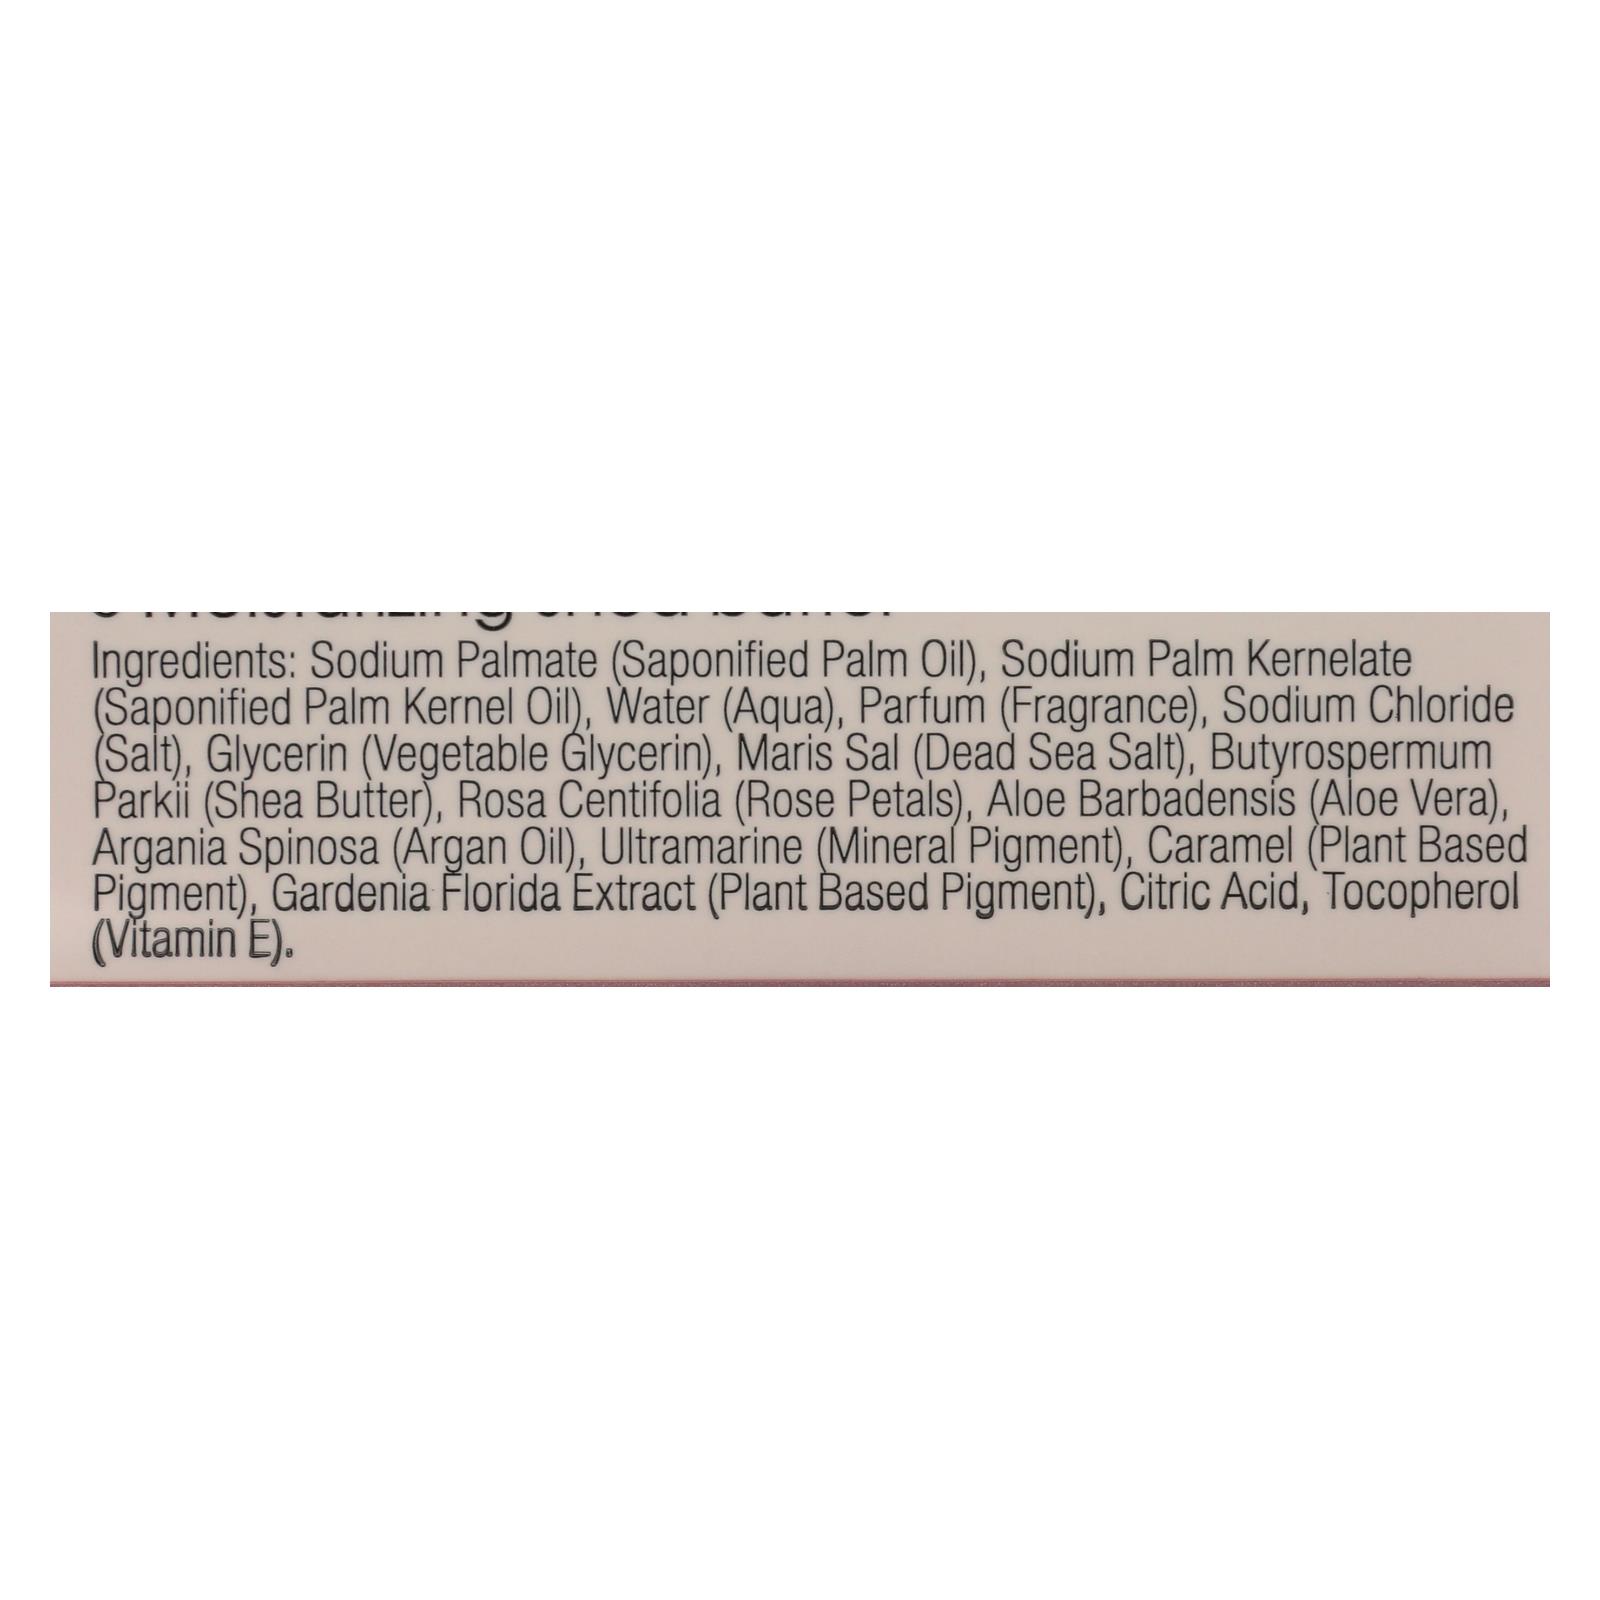 Ingredients: Sodium Palmate (Saponified Palm Oil), Sodium Palm Kernelate
(Saponified Palm Kernel Oil), Water (Aqua), Parfum (Fragrance), Sodium Chloride
(Salt), Glycerin (Vegetable Glycerin), Maris Sal (Dead Sea Salt), Butyrospermum
Parkii (Shea Butter), Rosa Centifolia (Rose Petals), Aloe Barbadensis (Aloe Vera),
Argania Spinosa (Argan Oil), Ultramarine (Mineral Pigment), Caramel (Plant Based
Pigment), Gardenia Florida Extract (Plant Based Pigment), Citric Acid, Tocopherol
(Vitamin E).